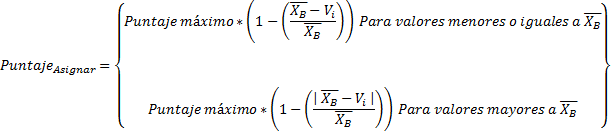 Puntaje máximo ∗ (1 − ((X̅_B − V_i) / X̅_B)) Para valores menores o iguales a X̅_B
Puntaje_Asignar = {
Puntaje máximo ∗ (1 − ((| X̅_B − V_i |) / X̅_B)) Para valores mayores a X̅_B }